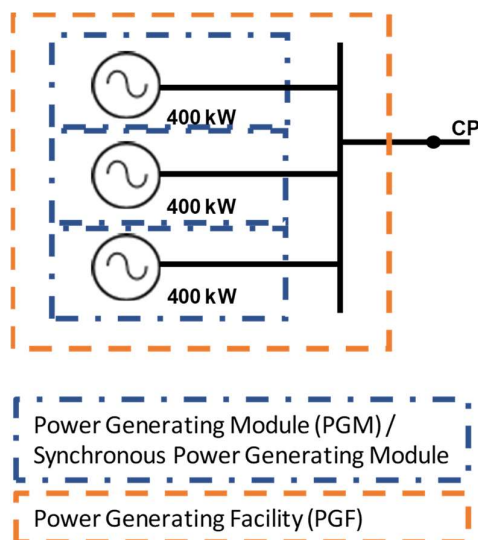 400 kW
CP
400 kW
400 kW
Power Generating Module (PGM) /
Synchronous Power Generating Module
Power Generating Facility (PGF)